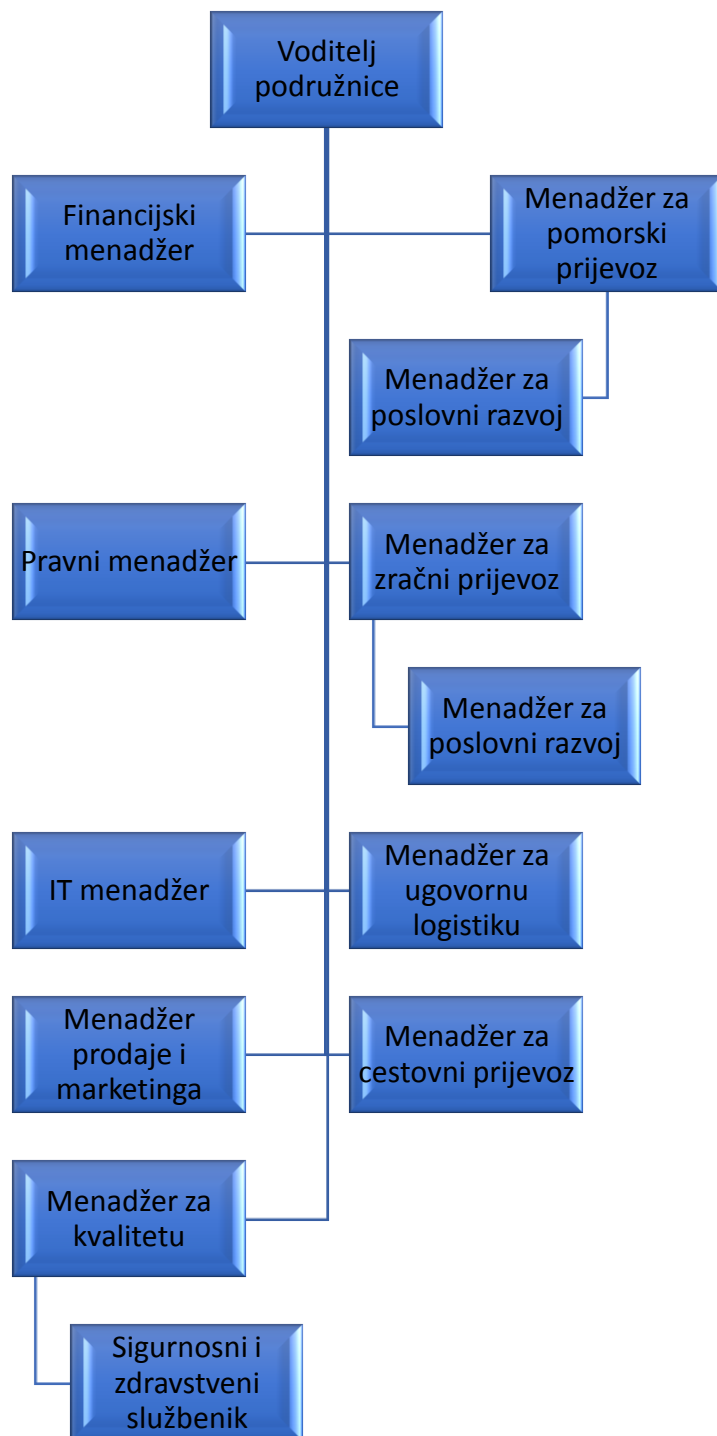 Voditelj
podružnice
Financijski
menadžer
Menadžer za
pomorski
prijevoz
Menadžer za
poslovni razvoj
Pravni menadžer
Menadžer za
zračni prijevoz
Menadžer za
poslovni razvoj
IT menadžer
Menadžer za
ugovornu
logistiku
Menadžer
prodaje i
marketinga
Menadžer za
cestovni prijevoz
Menadžer za
kvalitetu
Sigurnosni i
zdravstveni
službenik